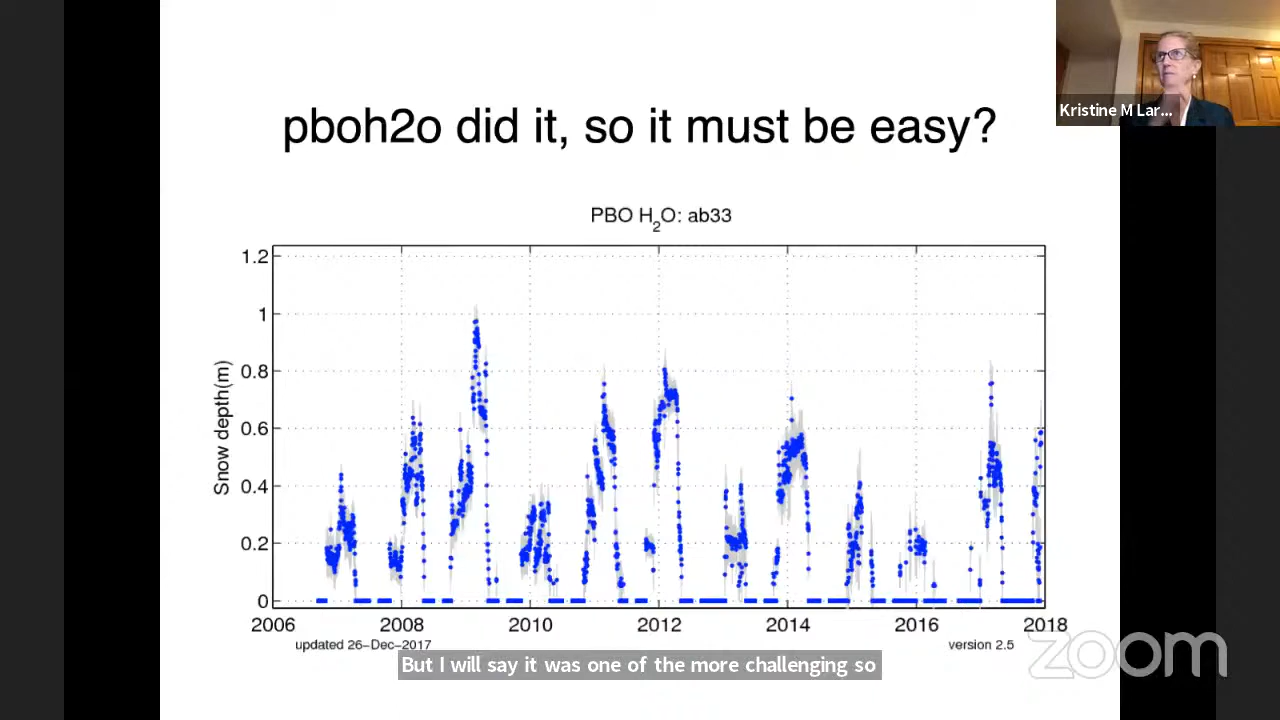 Kristine M Lar...
pboh2o did it, so it must be easy?
PBO H2O: ab33
Snow depth(m)
1.2
1
0.8
0.6
0.4
0.2
0
2006 2008 2010 2012 2014 2016 2018
updated 26-Dec-2017
version 2.5
But I will say it was one of the more challenging so
zoom